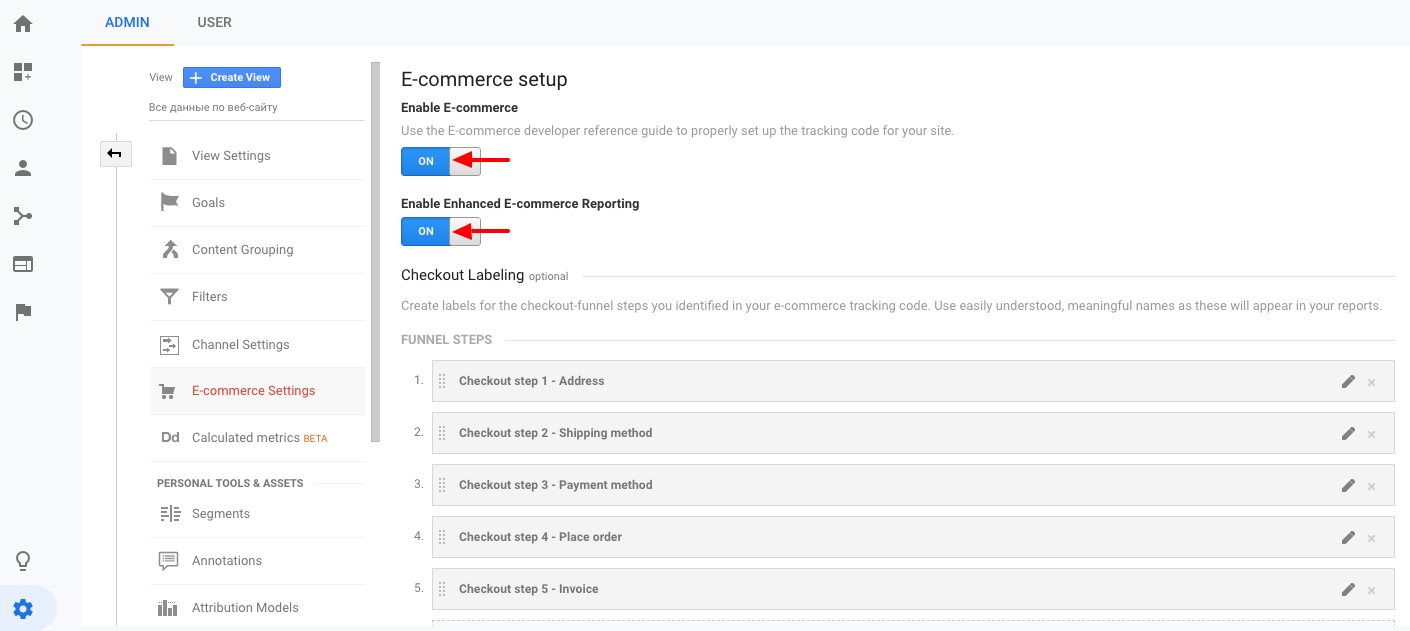 ADMIN
USER
View
Create View
Все данные по веб-сайту
View Settings
Goals
Content Grouping
Filters
Channel Settings
E-commerce Settings
Dd
Calculated metrics BETA
PERSONAL TOOLS & ASSETS
Segments
Annotations
Attribution Models
E-commerce setup
Enable E-commerce
Use the E-commerce developer reference guide to properly set up the tracking code for your site.
ON
Enable Enhanced E-commerce Reporting
ON
Checkout Labeling optional
Create labels for the checkout-funnel steps you identified in your e-commerce tracking code. Use easily understood, meaningful names as these will appear in your reports.
FUNNEL STEPS
1. Checkout step 1 - Address
2. Checkout step 2 - Shipping method
3. Checkout step 3 - Payment method
4. Checkout step 4 - Place order
5. Checkout step 5 - Invoice